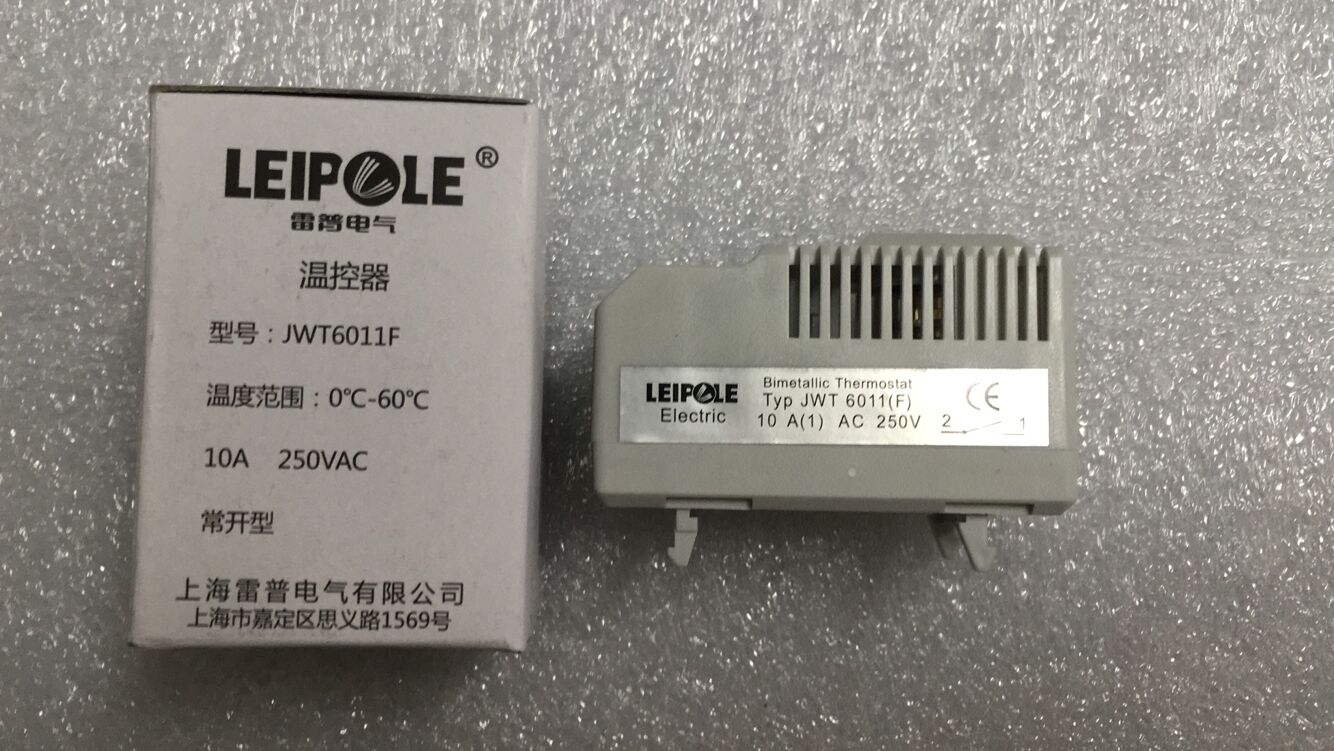 LEIPOLE®
雷普电气
温控器
型号：JWT6011F
温度范围：0℃-60℃
10A 250VAC
常开型
上海雷普电气有限公司
上海市嘉定区思义路1569号
LEIPOLE
Electric
Bimetallic Thermostat
Typ JWT 6011(F)
10 A(1) AC 250V
CE
2 1